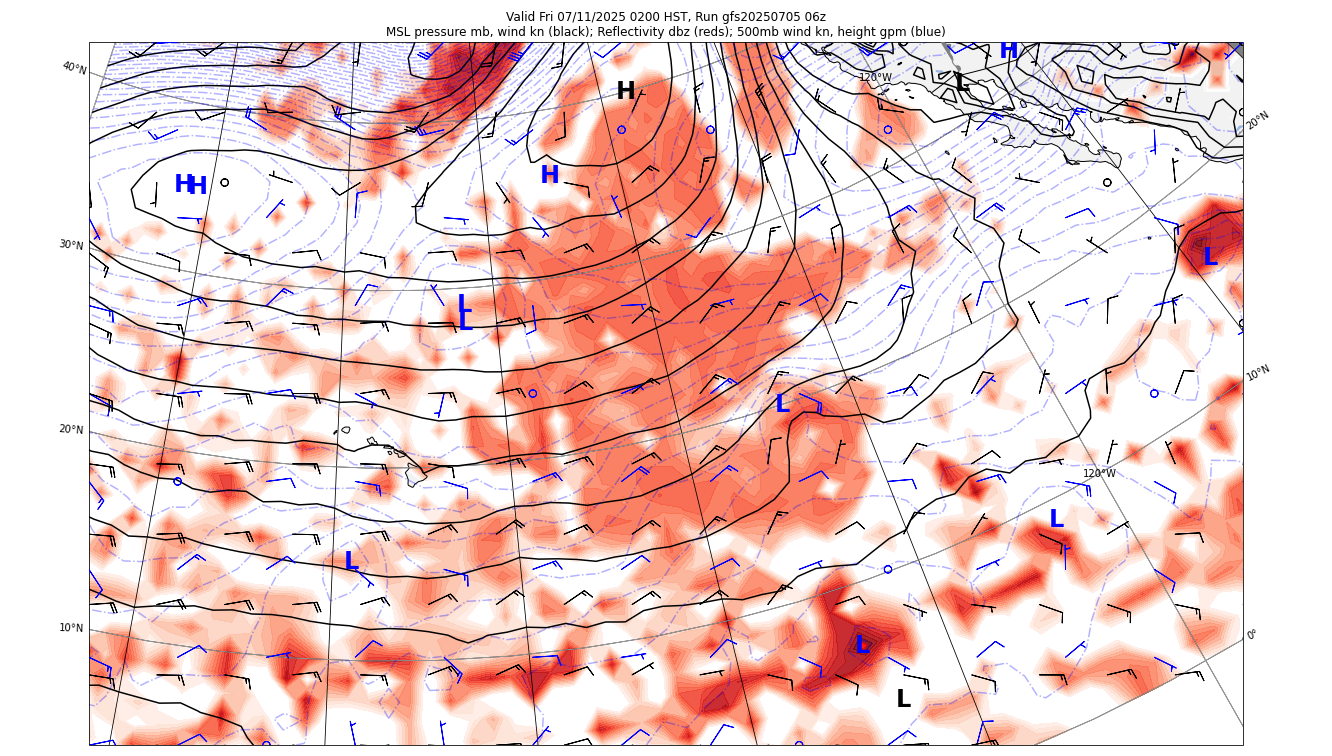 Valid Fri 07/11/2025 0200 HST, Run gfs20250705 06z
MSL pressure mb, wind kn (black); Reflectivity dbz (reds); 500mb wind kn, height gpm (blue)
H
40°N
120°W
L
H
20°N
H
HH
30°N
L
L
L
10°N
L
20°N
120°W
L
L
10°N
0°
L
L